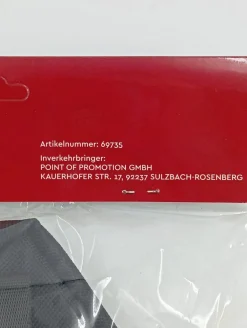 Artikelnummer: 69735
Inverkehrbringer:
POINT OF PROMOTION GMBH
KAUERHOFER STR. 17, 92237 SULZBACH-ROSENBERG